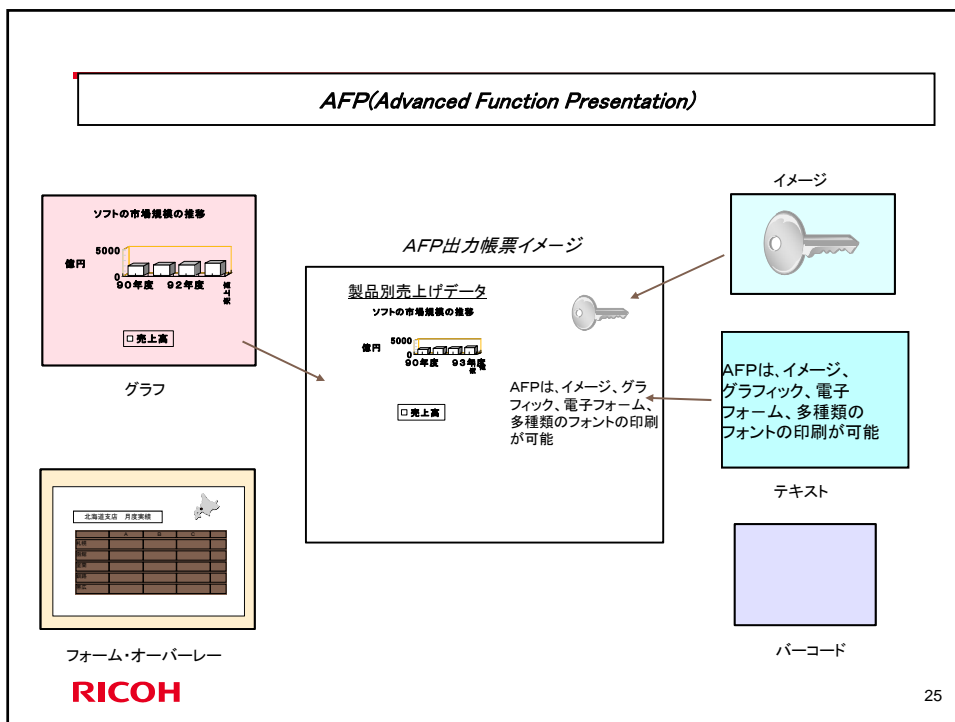 AFP(Advanced Function Presentation)
ソフトの市場規模の推移
5000
億円
0
90年度 92年度
□ 売上高
グラフ
AFP出力帳票イメージ
製品別売上げデータ
ソフトの市場規模の推移
5000
億円
0
90年度 93年度
□ 売上高
AFPは、イメージ、グラ
フィック、電子フォーム、
多種類のフォントの印刷
が可能
イメージ
AFPは、イメージ、
グラフィック、電子
フォーム、多種類の
フォントの印刷が可能
テキスト
北海道支店 月度実績
A B C
フォーム・オーバーレー
バーコード
RICOH
25